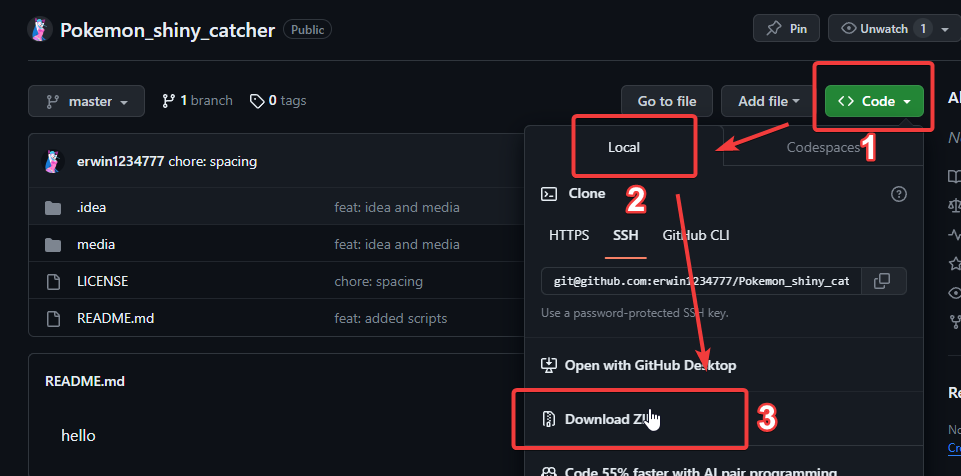 Pokemon_shiny_catcher Public Pin Unwatch 1
master 1 branch 0 tags Go to file Add file Code
1
Local Codespaces
erwin1234777 chore: spacing
Clone
2
.idea feat: idea and media
HTTPS SSH GitHub CLI
media feat: idea and media
LICENSE chore: spacing
git@github.com:erwin1234777/Pokemon_shiny_cat
README.md feat: added scripts
Use a password-protected SSH key.
Open with GitHub Desktop
README.md
Download ZIP
3
hello
Code 55% faster with AI pair programming